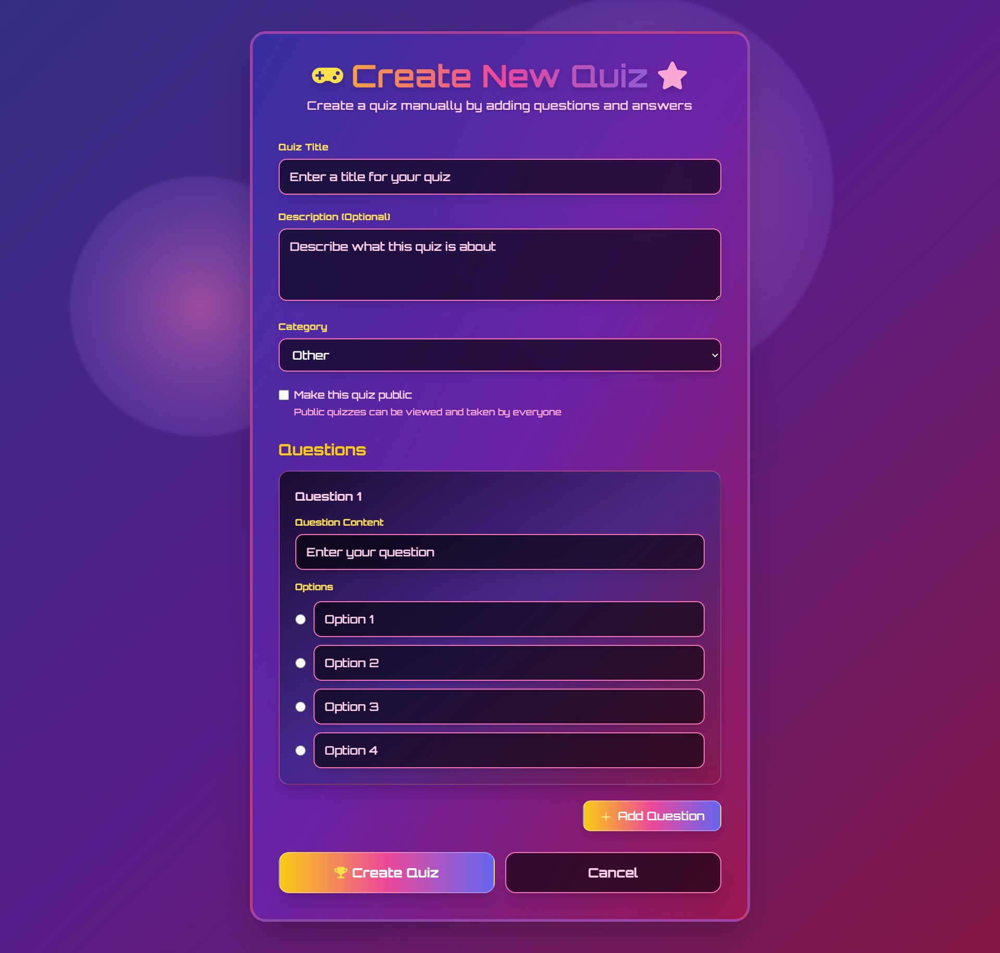 Create New Quiz
Create a quiz manually by adding questions and answers
Quiz Title
Enter a title for your quiz
Description (Optional)
Describe what this quiz is about
Category
Other
Make this quiz public
Public quizzes can be viewed and taken by everyone
Questions
Question 1
Question Content
Enter your question
Options
Option 1
Option 2
Option 3
Option 4
+ Add Question
Create Quiz
Cancel